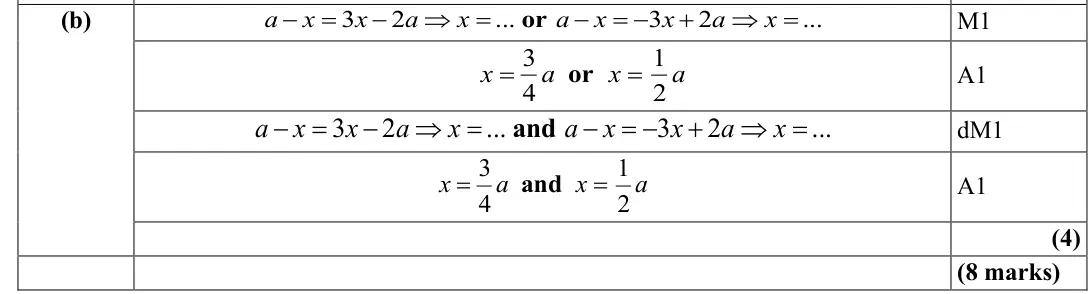 (b) a − x = 3x − 2a ⇒ x = ... or a − x = −3x + 2a ⇒ x = ... M1
x = 3/4 a or x = 1/2 a A1
a − x = 3x − 2a ⇒ x = ... and a − x = −3x + 2a ⇒ x = ... dM1
x = 3/4 a and x = 1/2 a A1
(4)
(8 marks)